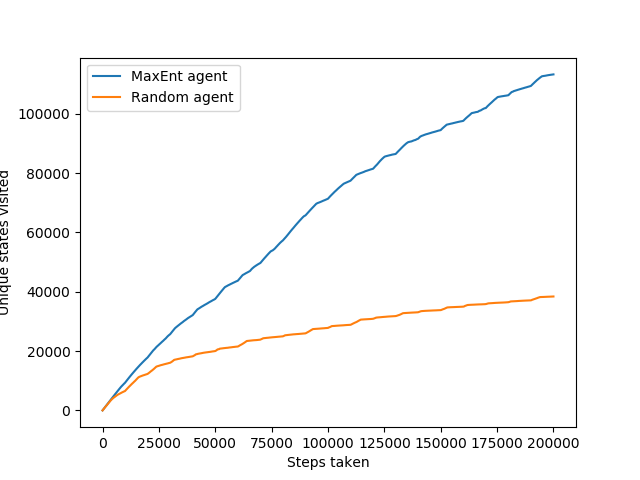 MaxEnt agent
Random agent
100000
80000
60000
40000
20000
0
Unique states visited
0 25000 50000 75000 100000 125000 150000 175000 200000
Steps taken